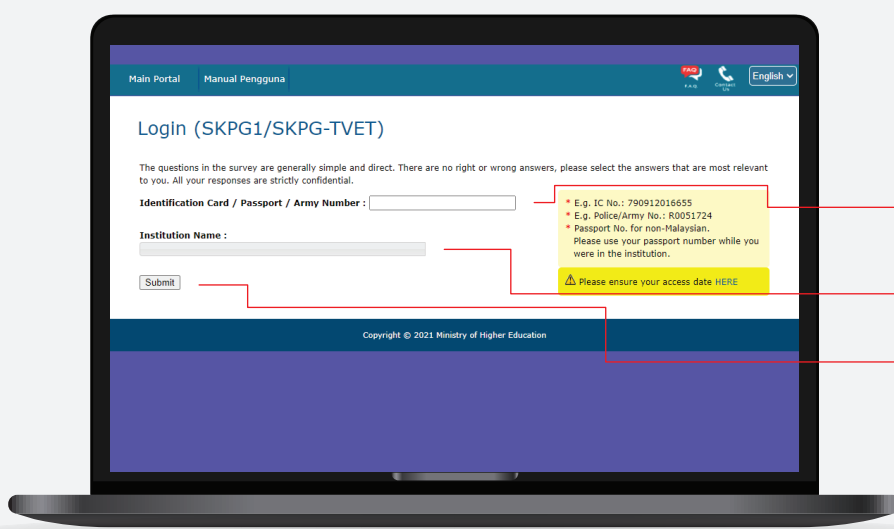 Main Portal
Manual Pengguna
FAQ
F.A.Q
Contact
Us
English
Login (SKPG1/SKPG-TVET)
The questions in the survey are generally simple and direct. There are no right or wrong answers, please select the answers that are most relevant
to you. All your responses are strictly confidential.
Identification Card / Passport / Army Number :
* E.g. IC No.: 790912016655
* E.g. Police/Army No.: R0051724
* Passport No. for non-Malaysian.
Please use your passport number while you
were in the institution.
Institution Name :
Submit
Please ensure your access date HERE
Copyright © 2021 Ministry of Higher Education